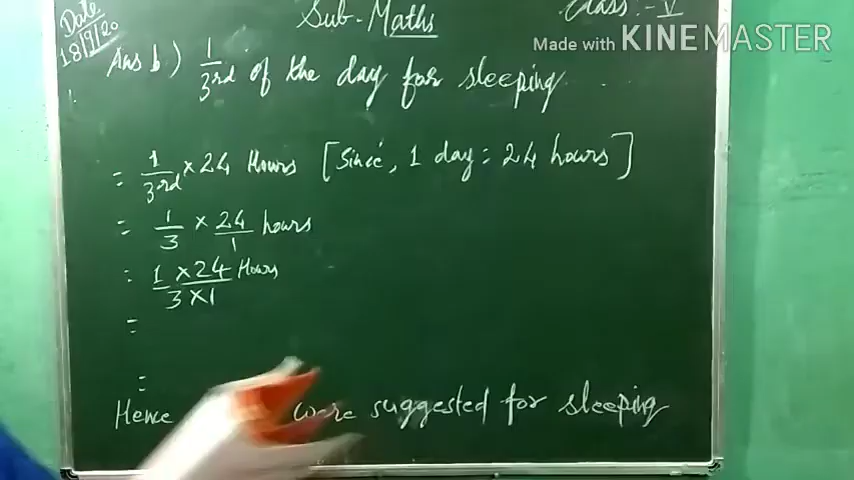 Date
18/9/20
Sub-Maths
Class:- V
Made with KINEMASTER
Ans b) 1/3rd of the day for sleeping
= 1/3rd × 24 Hours [Since, 1 day = 24 hours]
= 1/3 × 24/1 hours
= 1 × 24/3 × 1 Hours
=
=
Hence were suggested for sleeping